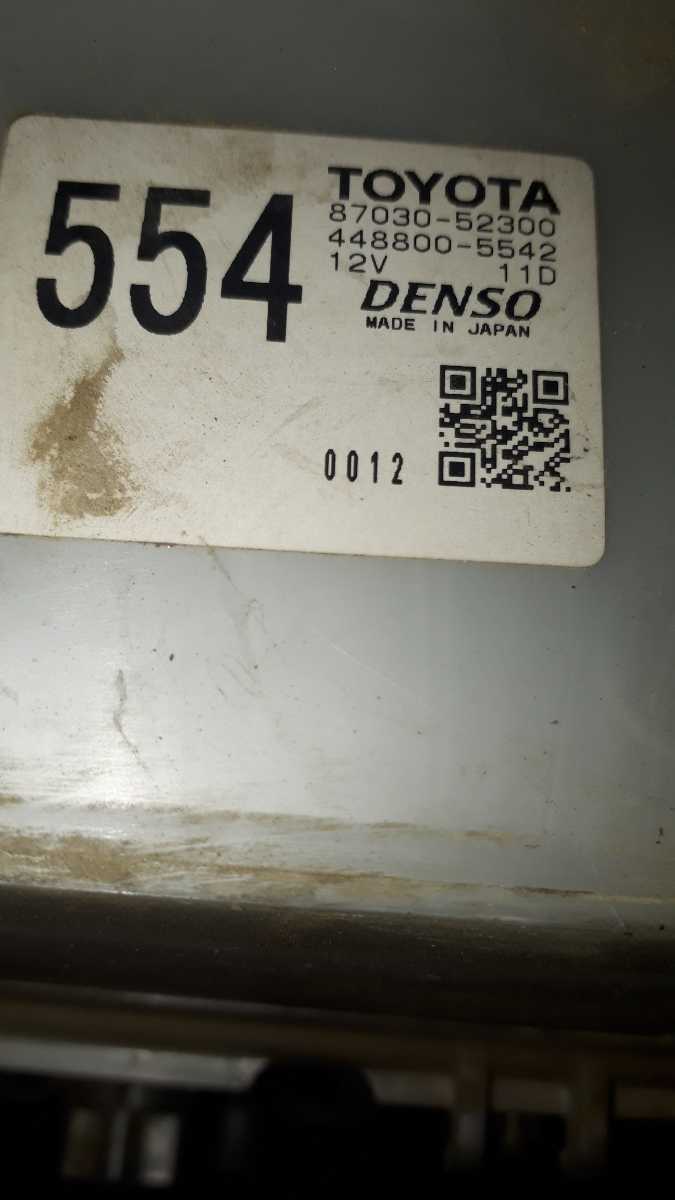 554
TOYOTA
87030-52300
448800-5542
12V 11D
DENSO
MADE IN JAPAN
0012